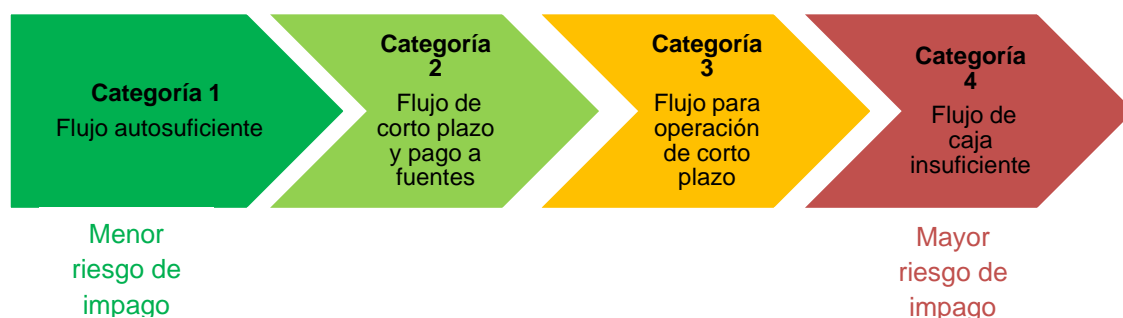 Categoría 1
Flujo autosuficiente
Categoría
2
Flujo de
corto plazo
y pago a
fuentes
Categoría
3
Flujo para
operación
de corto
plazo
Categoría
4
Flujo de
caja
insuficiente
Menor
riesgo de
impago
Mayor
riesgo de
impago